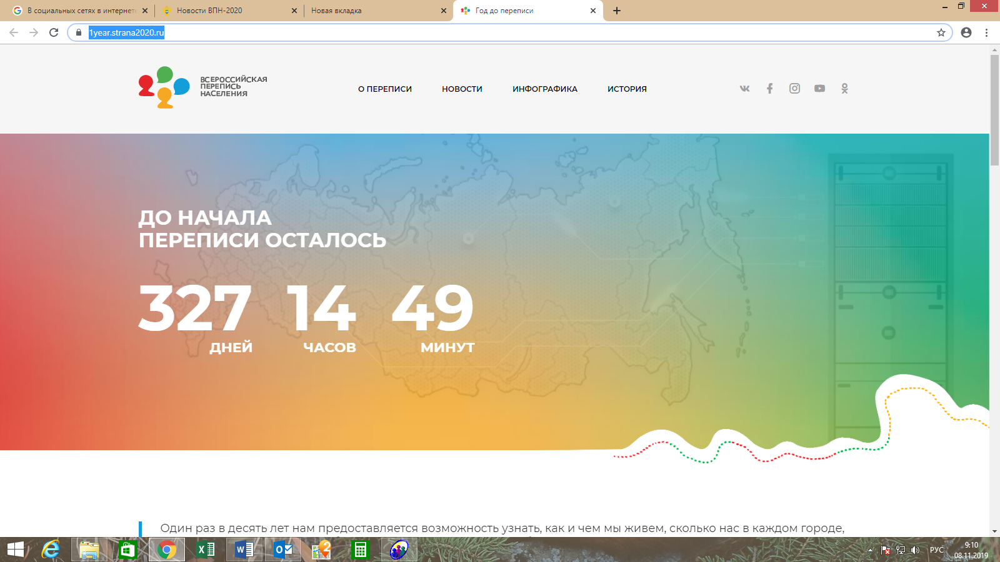 В социальных сетях в интернете
Новости ВПН-2020
Новая вкладка
Год до переписи
1year.strana2020.ru
ВСЕРОССИЙСКАЯ
ПЕРЕПИСЬ
НАСЕЛЕНИЯ
О ПЕРЕПИСИ
НОВОСТИ
ИНФОГРАФИКА
ИСТОРИЯ
ДО НАЧАЛА
ПЕРЕПИСИ ОСТАЛОСЬ
327 14 49
ДНЕЙ ЧАСОВ МИНУТ
Один раз в десять лет нам предоставляется возможность узнать, как и чем мы живем, сколько нас в каждом городе,
2
РУС
9:10
08.11.2019